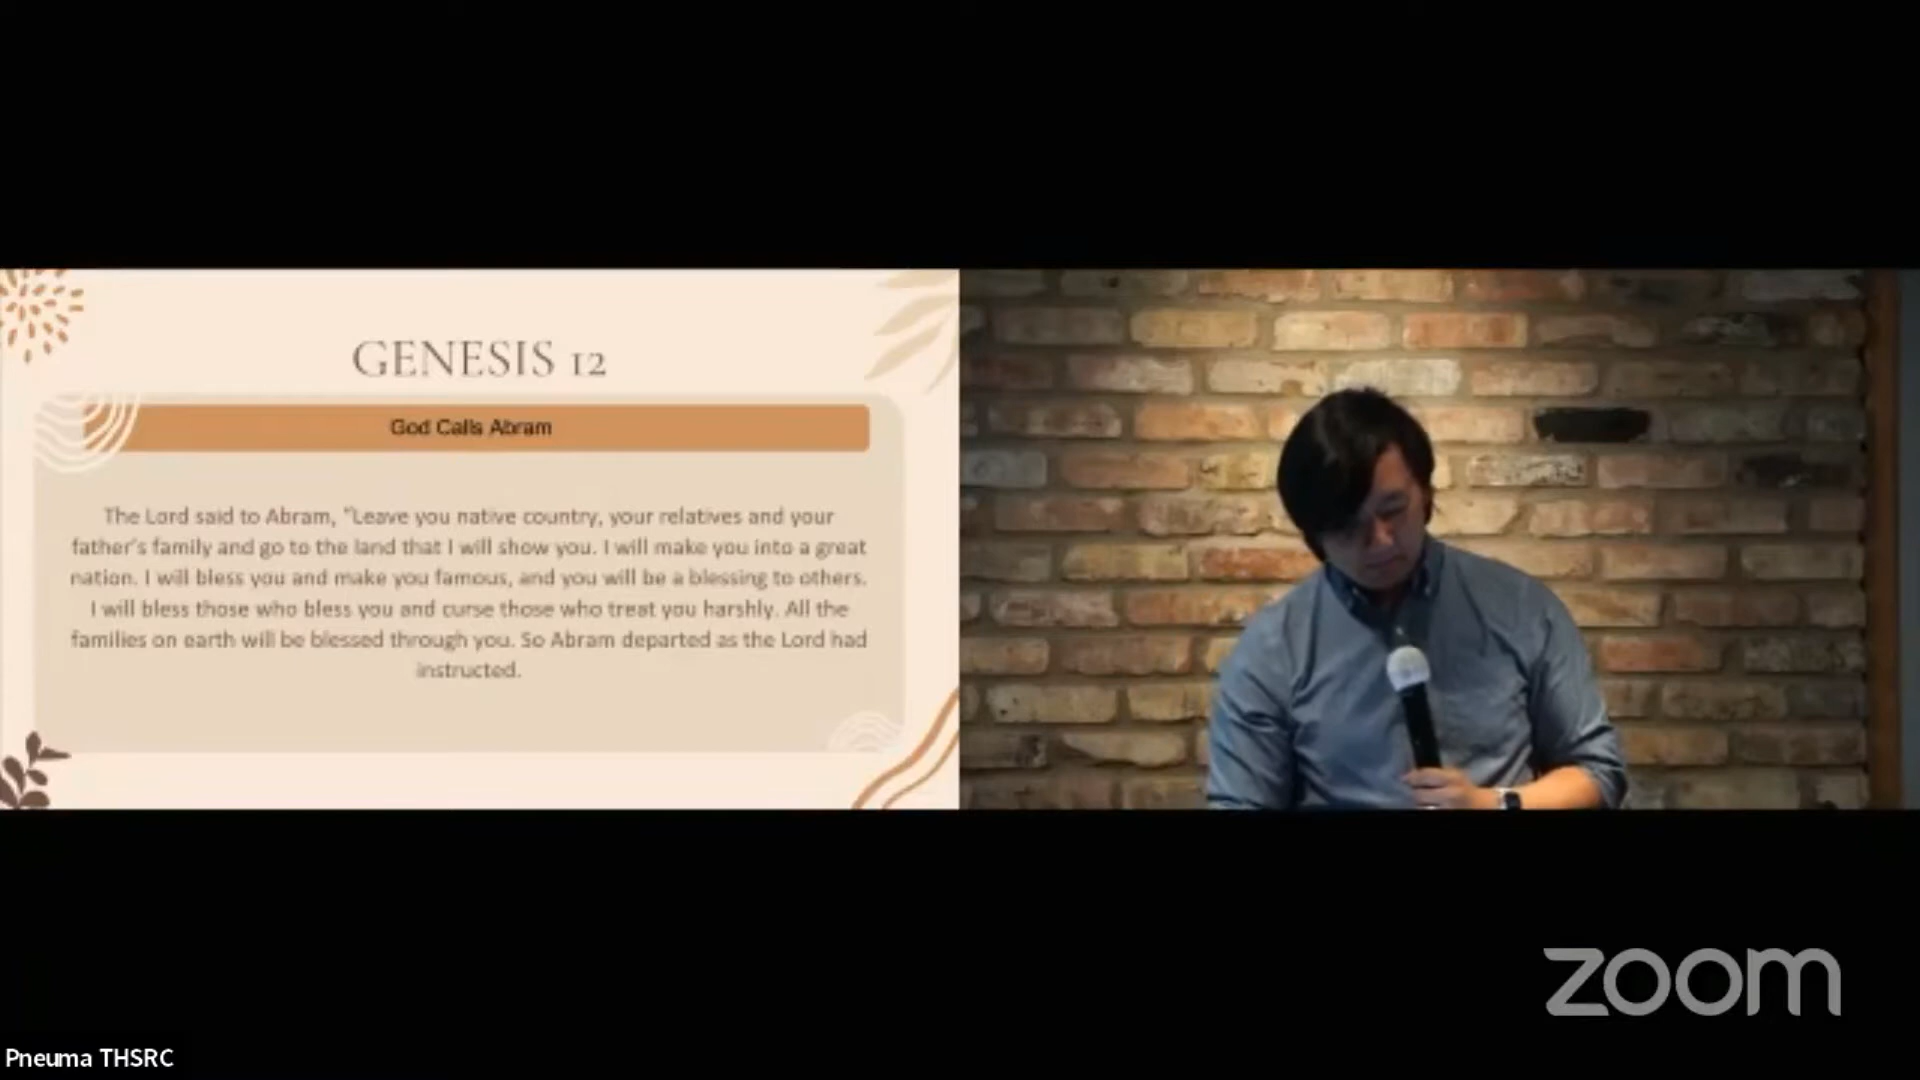 GENESIS 12
God Calls Abram
The Lord said to Abram, "Leave you native country, your relatives and your
father's family and go to the land that I will show you. I will make you into a great
nation. I will bless you and make you famous, and you will be a blessing to others.
I will bless those who bless you and curse those who treat you harshly. All the
families on earth will be blessed through you. So Abram departed as the Lord had
instructed.
zoom
Pneuma THSRC